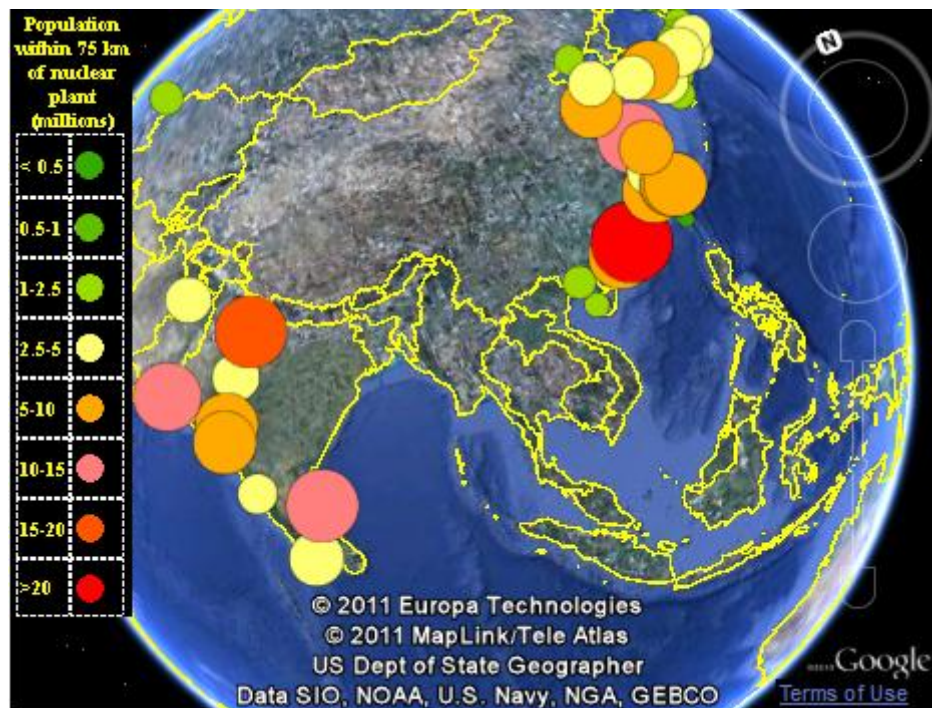 Population
within 75 km
of nuclear
plant
(millions)
< 0.5
0.5-1
1-2.5
2.5-5
5-10
10-15
15-20
>20
N
© 2011 Europa Technologies
© 2011 MapLink/Tele Atlas
US Dept of State Geographer
Data SIO, NOAA, U.S. Navy, NGA, GEBCO
Google
Terms of Use